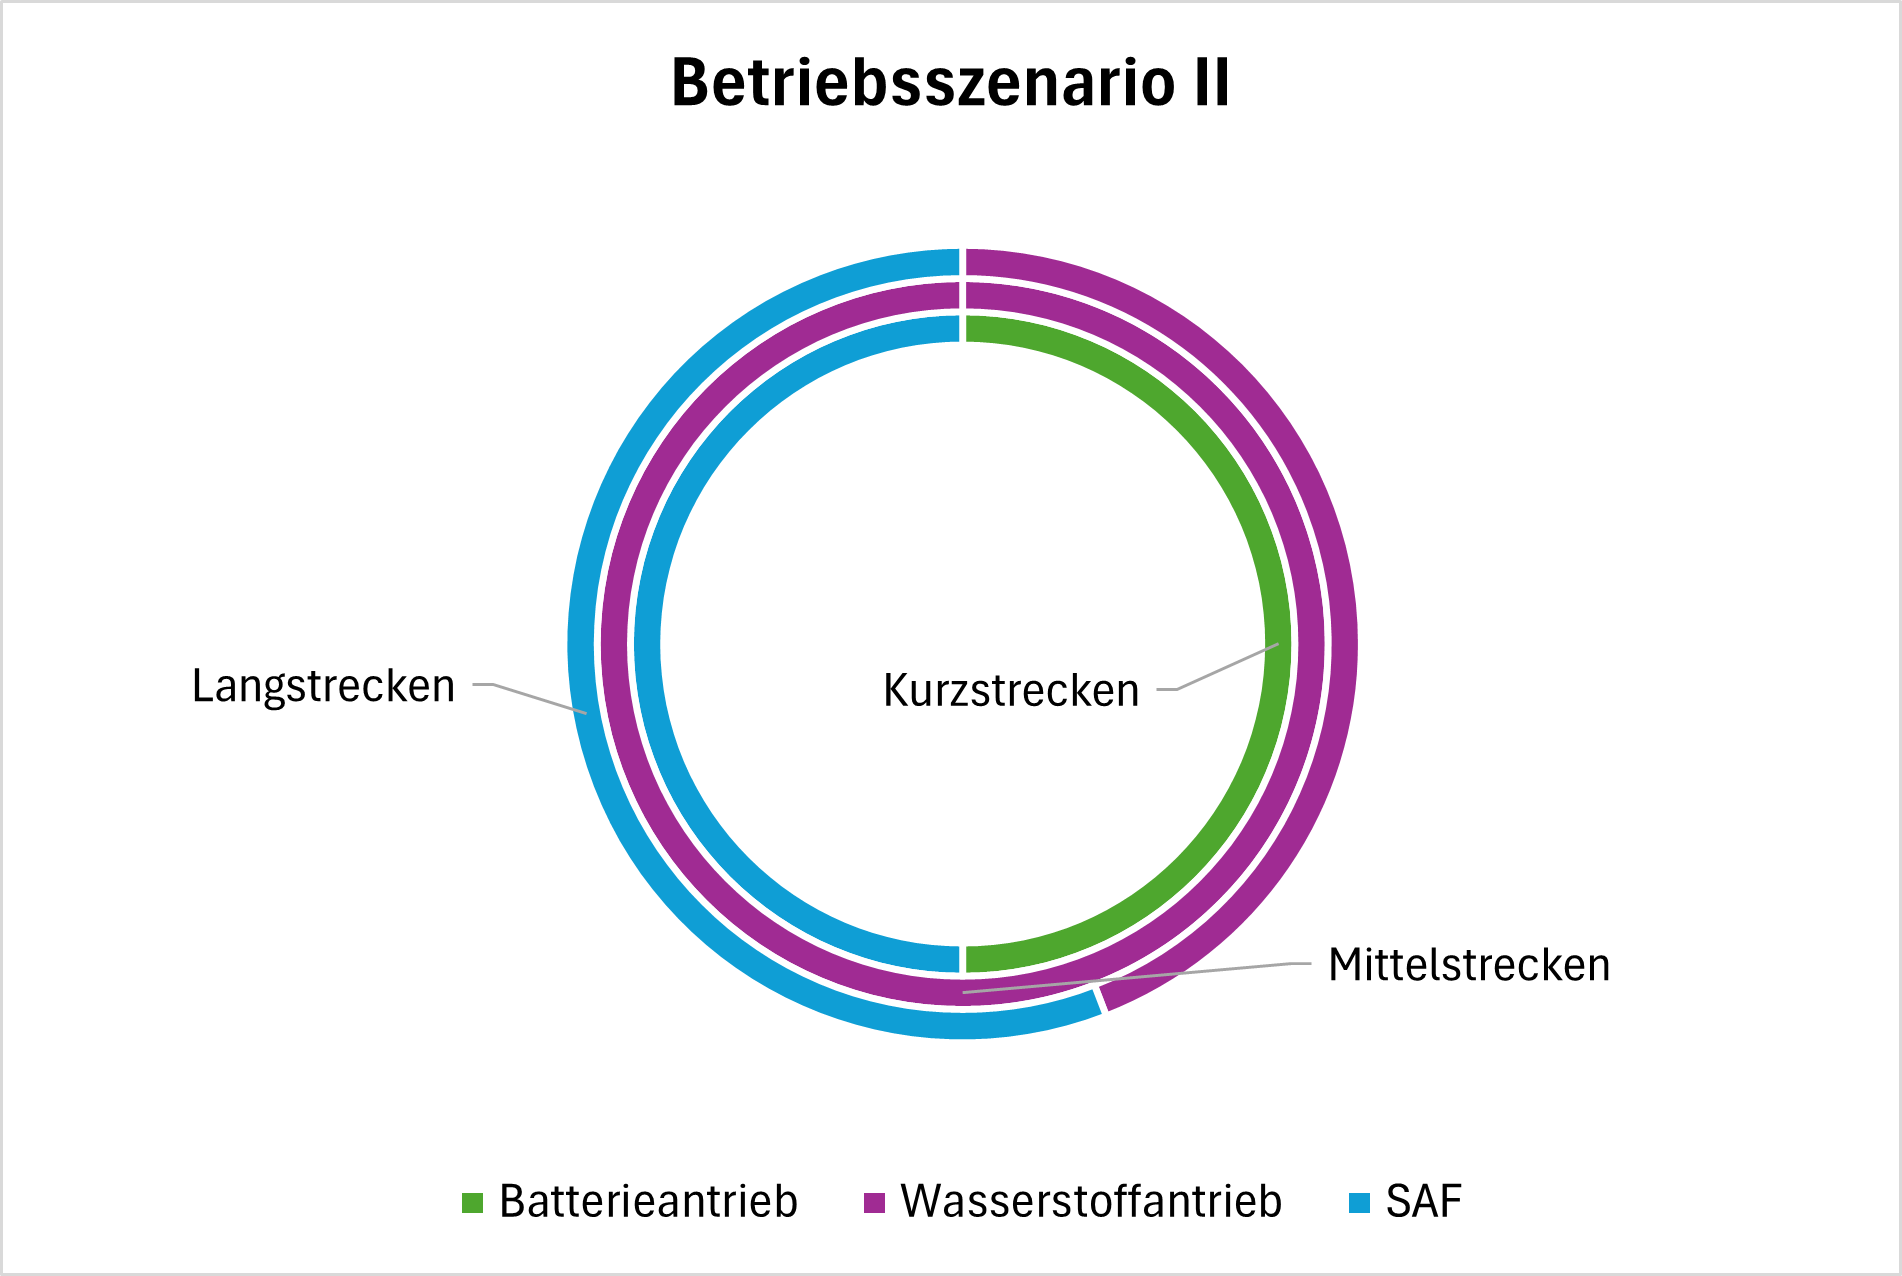 Betriebsszenario II
Langstrecken
Kurzstrecken
Mittelstrecken
Batterieantrieb
Wasserstoffantrieb
SAF